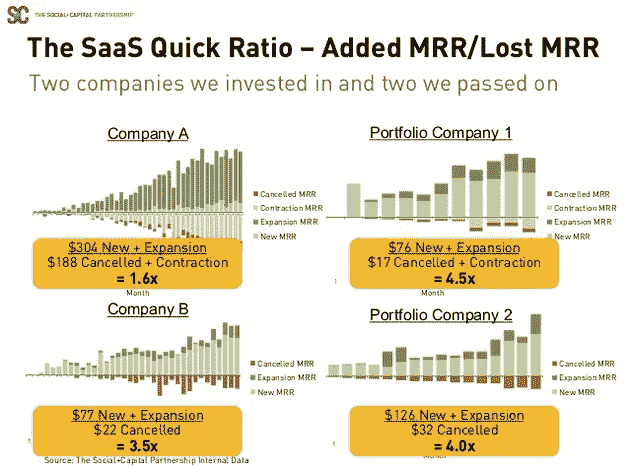 SC THE SOCIAL+CAPITAL PARTNERSHIP
The SaaS Quick Ratio – Added MRR/Lost MRR
Two companies we invested in and two we passed on
Company A
Cancelled MRR
Contraction MRR
Expansion MRR
New MRR
$304 New + Expansion
$188 Cancelled + Contraction
= 1.6x
Month
Portfolio Company 1
Cancelled MRR
Contraction MRR
Expansion MRR
New MRR
$76 New + Expansion
$17 Cancelled + Contraction
= 4.5x
1
Month
Company B
Cancelled MRR
Expansion MRR
New MRR
$77 New + Expansion
$22 Cancelled
= 3.5x
1
Portfolio Company 2
Cancelled MRR
Expansion MRR
New MRR
$126 New + Expansion
$32 Cancelled
= 4.0x
1
Month
Source: The Social+Capital Partnership Internal Data